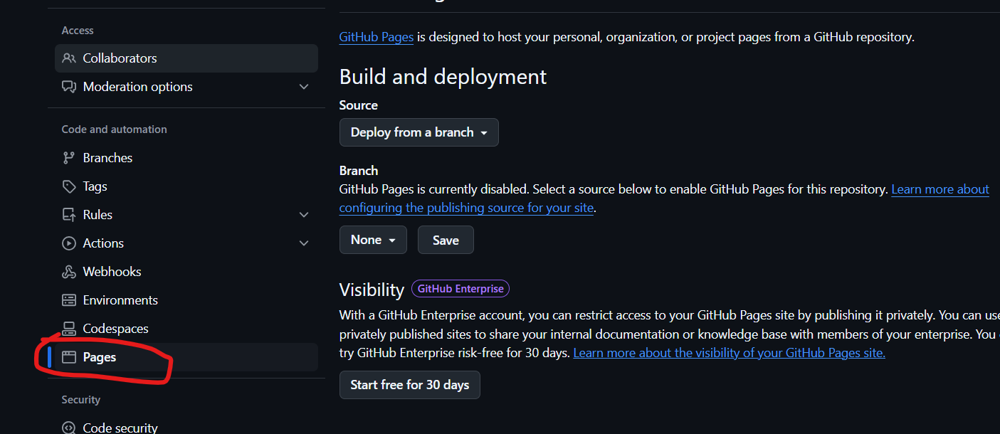 Access
Collaborators
Moderation options
Code and automation
Branches
Tags
Rules
Actions
Webhooks
Environments
Codespaces
Pages
Security
Code security
GitHub Pages is designed to host your personal, organization, or project pages from a GitHub repository.
Build and deployment
Source
Deploy from a branch
Branch
GitHub Pages is currently disabled. Select a source below to enable GitHub Pages for this repository. Learn more about
configuring the publishing source for your site.
None
Save
Visibility GitHub Enterprise
With a GitHub Enterprise account, you can restrict access to your GitHub Pages site by publishing it privately. You can use
privately published sites to share your internal documentation or knowledge base with members of your enterprise. You
try GitHub Enterprise risk-free for 30 days. Learn more about the visibility of your GitHub Pages site.
Start free for 30 days